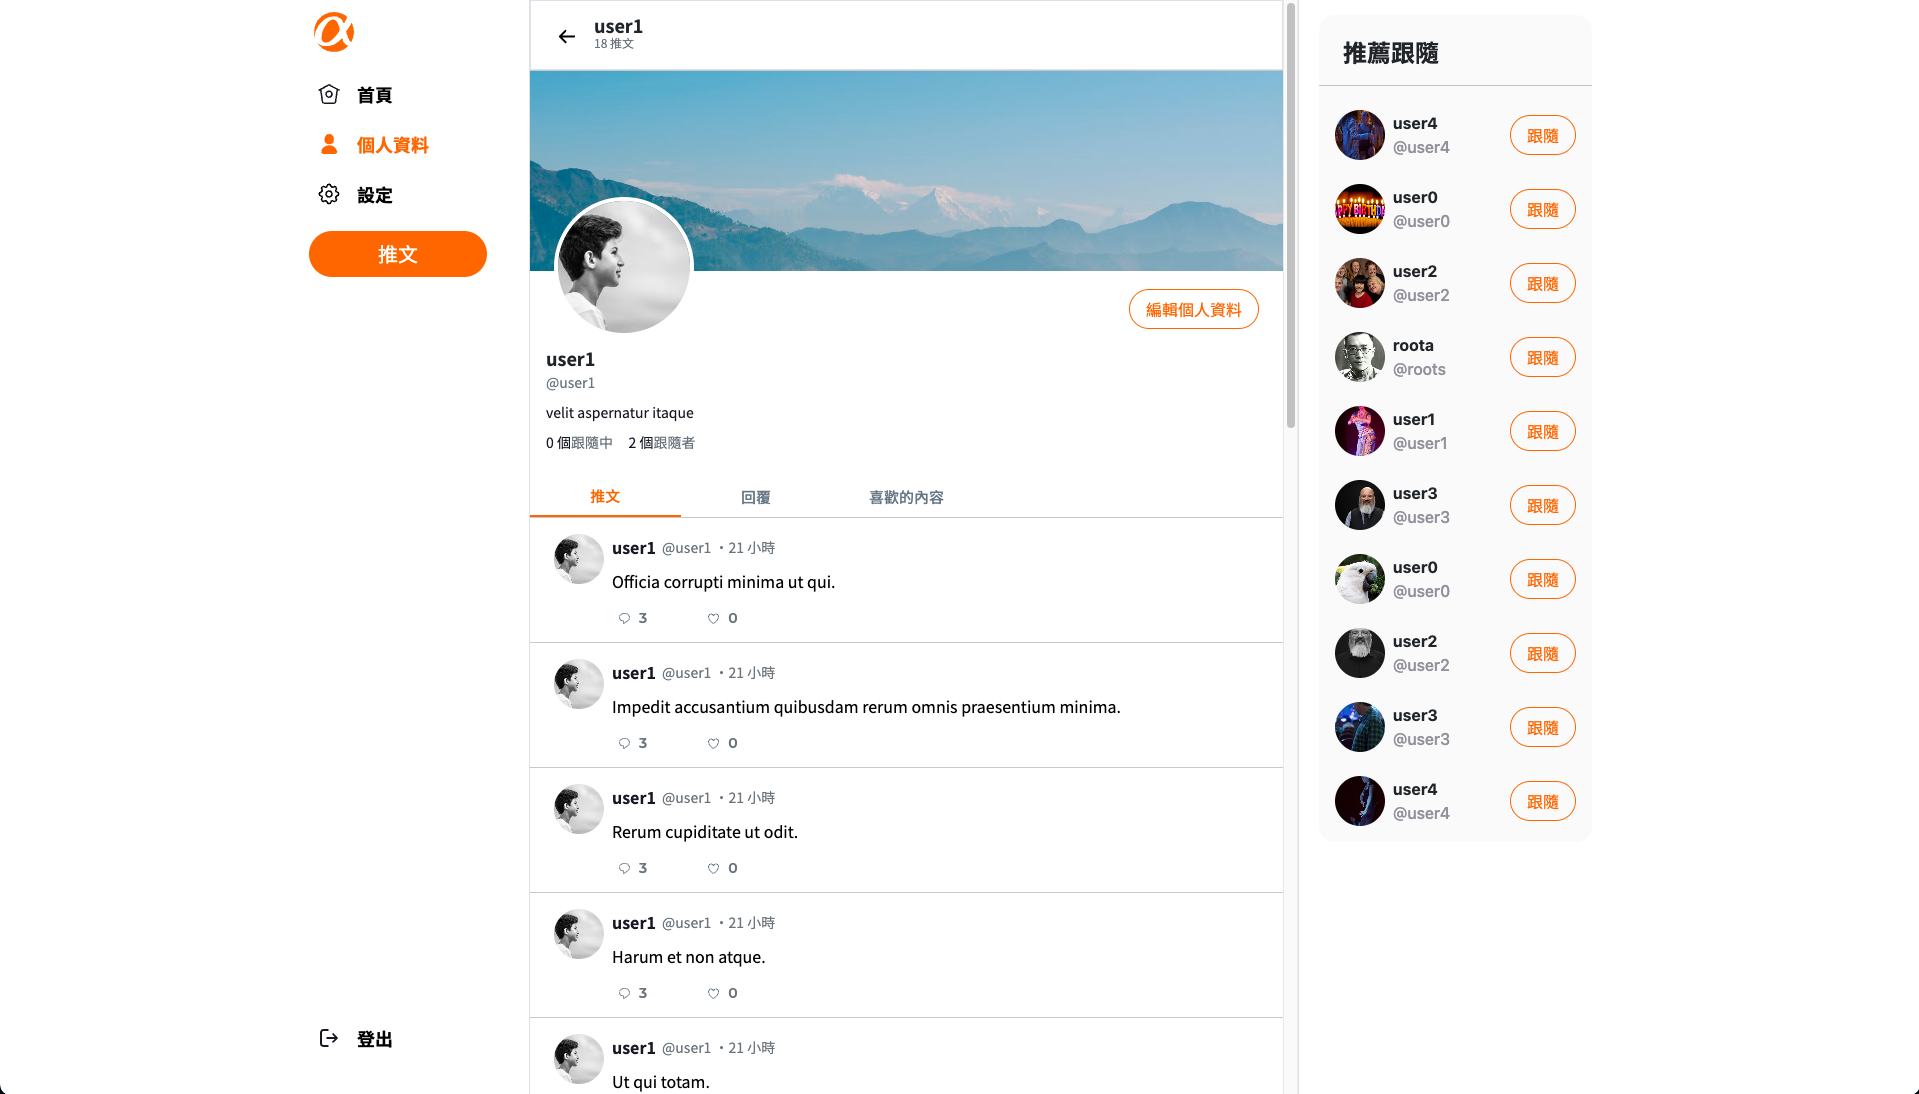 首頁
個人資料
設定
推文
登出
user1
18 推文
編輯個人資料
user1
@user1
velit aspernatur itaque
0 個跟隨中 2 個跟隨者
推文 回覆 喜歡的內容
user1 @user1 ・21 小時
Officia corrupti minima ut qui.
3 0
user1 @user1 ・21 小時
Impedit accusantium quibusdam rerum omnis praesentium minima.
3 0
user1 @user1 ・21 小時
Rerum cupiditate ut odit.
3 0
user1 @user1 ・21 小時
Harum et non atque.
3 0
user1 @user1 ・21 小時
Ut qui totam.
推薦跟隨
user4
@user4
跟隨
user0
@user0
跟隨
user2
@user2
跟隨
roota
@roots
跟隨
user1
@user1
跟隨
user3
@user3
跟隨
user0
@user0
跟隨
user2
@user2
跟隨
user3
@user3
跟隨
user4
@user4
跟隨